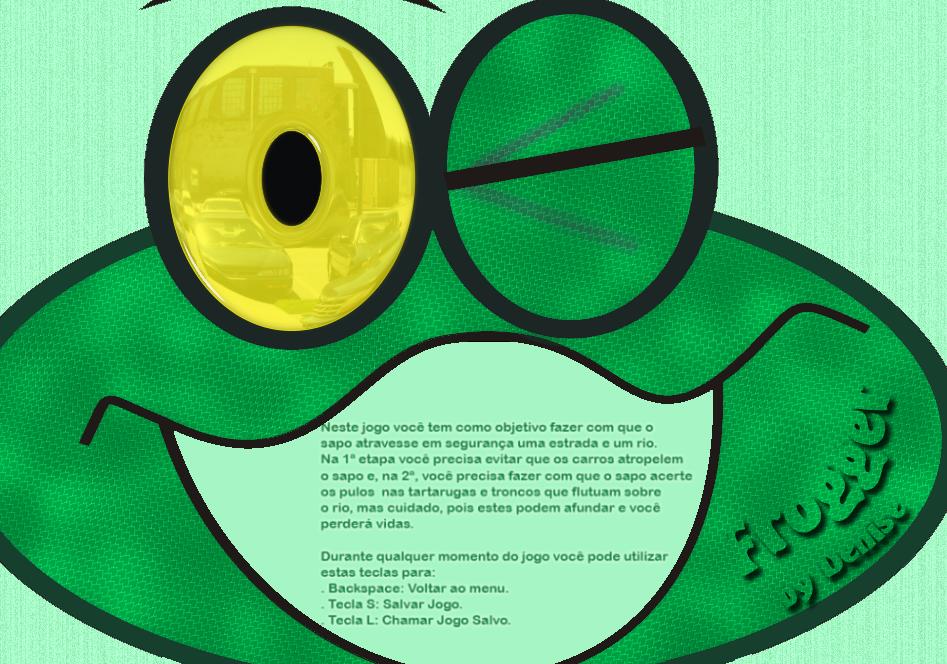 Neste jogo você tem como objetivo fazer com que o
sapo atravesse em segurança uma estrada e um rio.
Na 1ª etapa você precisa evitar que os carros atropelem
o sapo e, na 2ª, você precisa fazer com que o sapo acerte
os pulos nas tartarugas e troncos que flutuam sobre
o rio, mas cuidado, pois estes podem afundar e você
perderá vidas.
Durante qualquer momento do jogo você pode utilizar
estas teclas para:
. Backspace: Voltar ao menu.
. Tecla S: Salvar Jogo.
. Tecla L: Chamar Jogo Salvo.
Frogger
by Denise